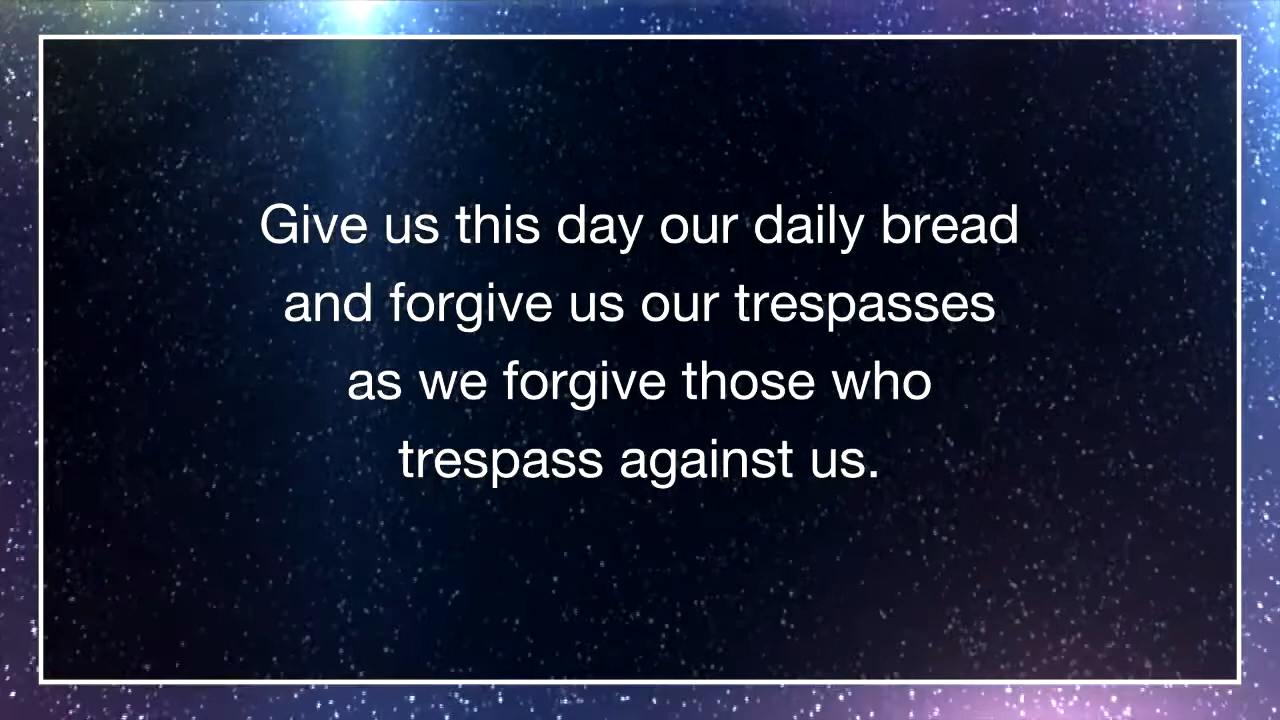 Give us this day our daily bread
and forgive us our trespasses
as we forgive those who
trespass against us.